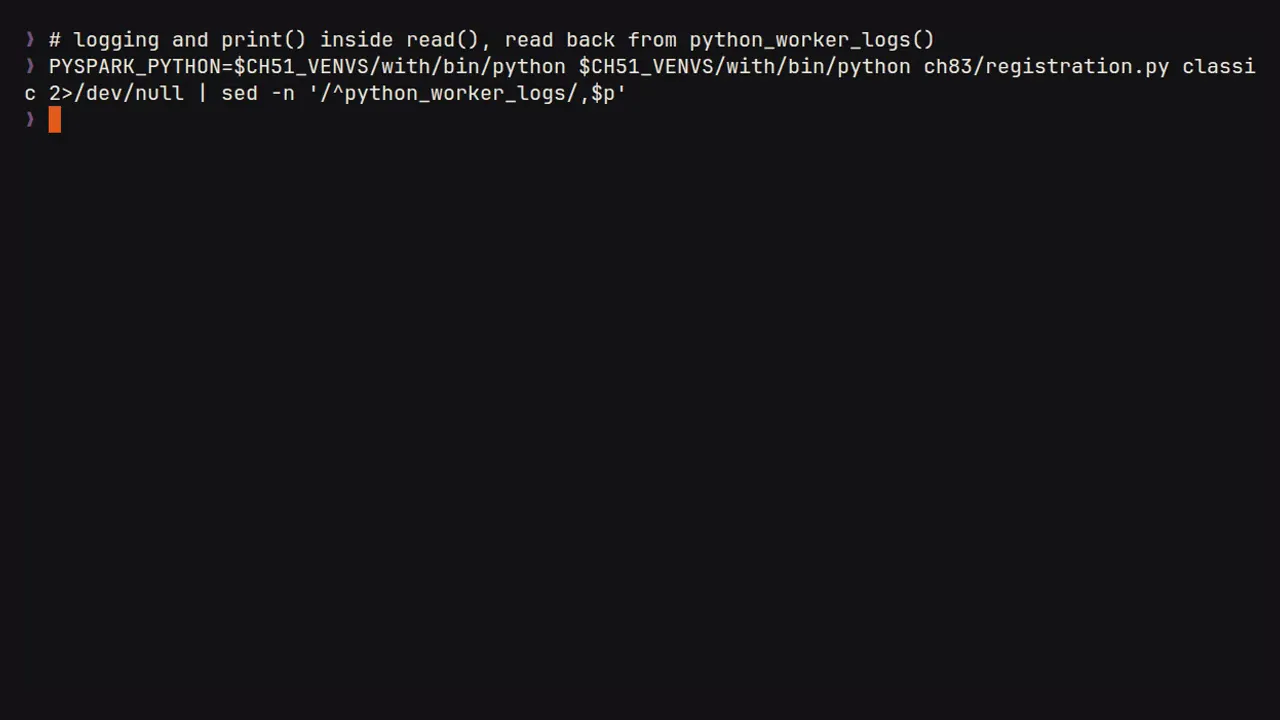 ❯ # logging and print() inside read(), read back from python_worker_logs()
❯ PYSPARK_PYTHON=$CH51_VENVS/with/bin/python $CH51_VENVS/with/bin/python ch83/registration.py classi
c 2>/dev/null | sed -n '/^python_worker_logs/,$p'
❯